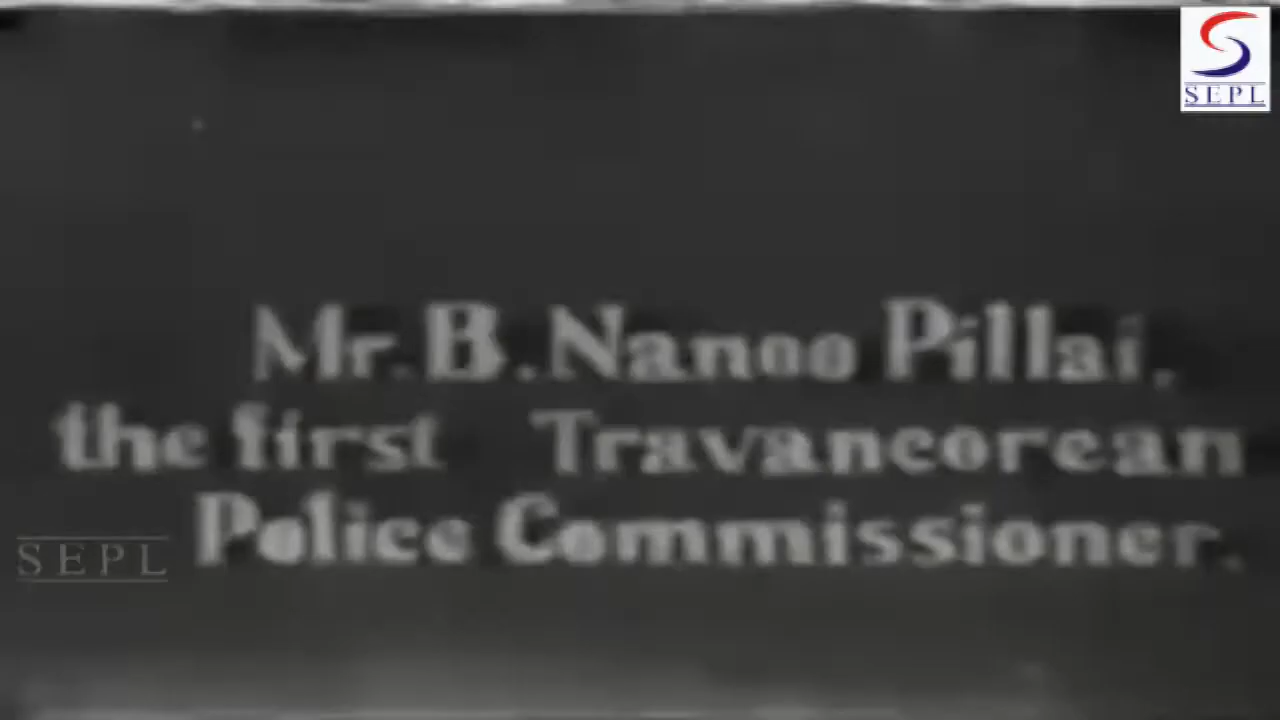 SEPL
Mr. B. Nanoo Pillai,
the first Travancorean
Police Commissioner.
SEPL